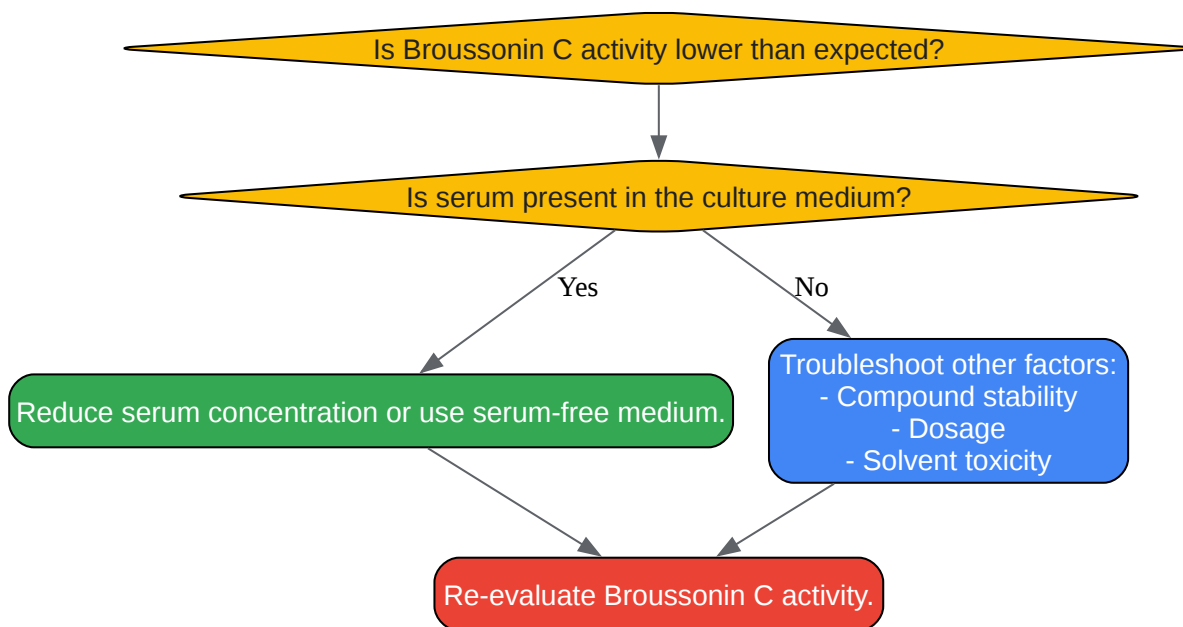 Is Broussonin C activity lower than expected?
Is serum present in the culture medium?
Yes
No
Reduce serum concentration or use serum-free medium.
Troubleshoot other factors:
- Compound stability
- Dosage
- Solvent toxicity
Re-evaluate Broussonin C activity.